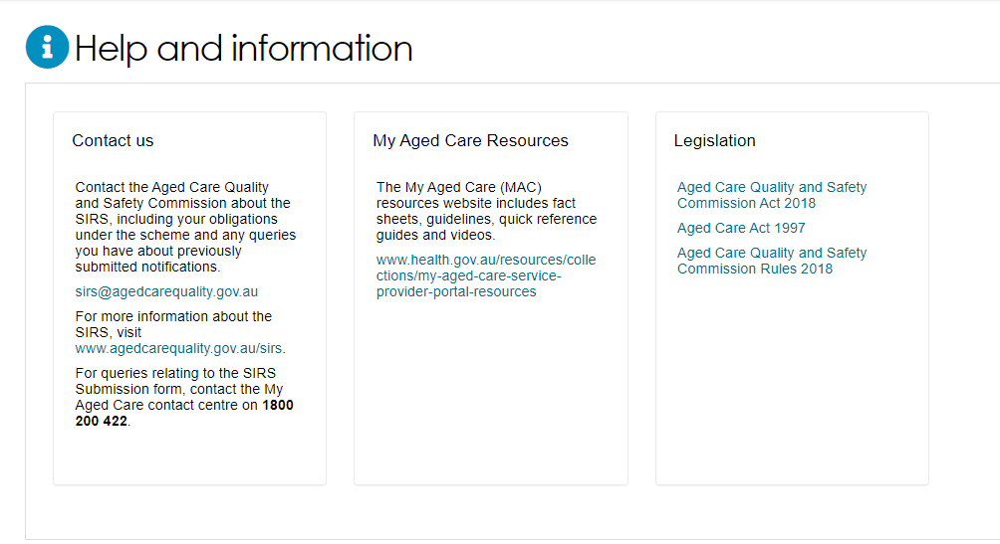 Help and information
Contact us
Contact the Aged Care Quality
and Safety Commission about the
SIRS, including your obligations
under the scheme and any queries
you have about previously
submitted notifications.
sirs@agedcarequality.gov.au
For more information about the
SIRS, visit
www.agedcarequality.gov.au/sirs.
For queries relating to the SIRS
Submission form, contact the My
Aged Care contact centre on 1800
200 422.
My Aged Care Resources
The My Aged Care (MAC)
resources website includes fact
sheets, guidelines, quick reference
guides and videos.
www.health.gov.au/resources/colle
ctions/my-aged-care-service-
provider-portal-resources
Legislation
Aged Care Quality and Safety
Commission Act 2018
Aged Care Act 1997
Aged Care Quality and Safety
Commission Rules 2018